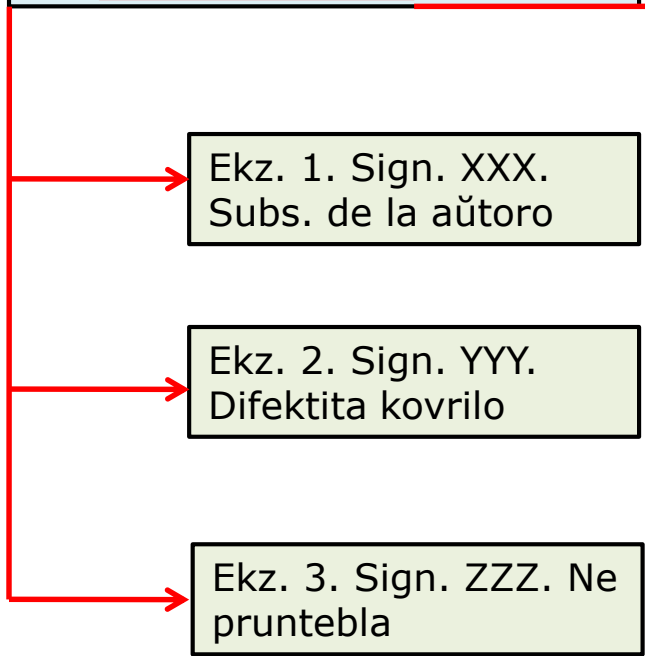 Ekz. 1. Sign. XXX.
Subs. de la aŭtoro
Ekz. 2. Sign. YYY.
Difektita kovrilo
Ekz. 3. Sign. ZZZ. Ne
pruntebla